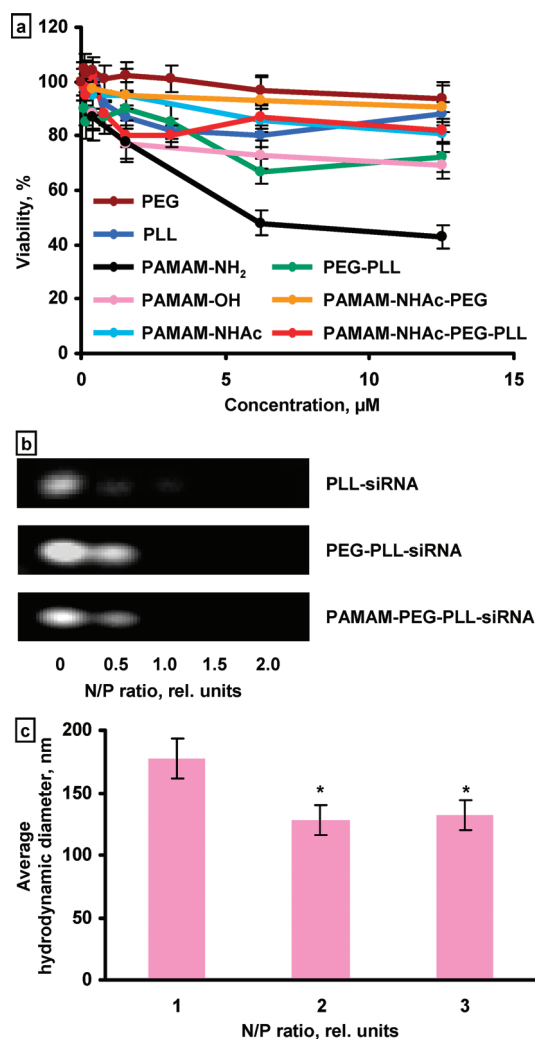 a
120
100
80
60
40
20
0
Viability, %
PEG
PLL
PAMAM-NH₂
PAMAM-OH
PAMAM-NHAc
PEG-PLL
PAMAM-NHAc-PEG
PAMAM-NHAc-PEG-PLL
0 5 10 15
Concentration, µM
b
PLL-siRNA
PEG-PLL-siRNA
PAMAM-PEG-PLL-siRNA
0 0.5 1.0 1.5 2.0
N/P ratio, rel. units
c
200
150
100
50
0
Average
hydrodynamic diameter, nm
* *
1 2 3
N/P ratio, rel. units